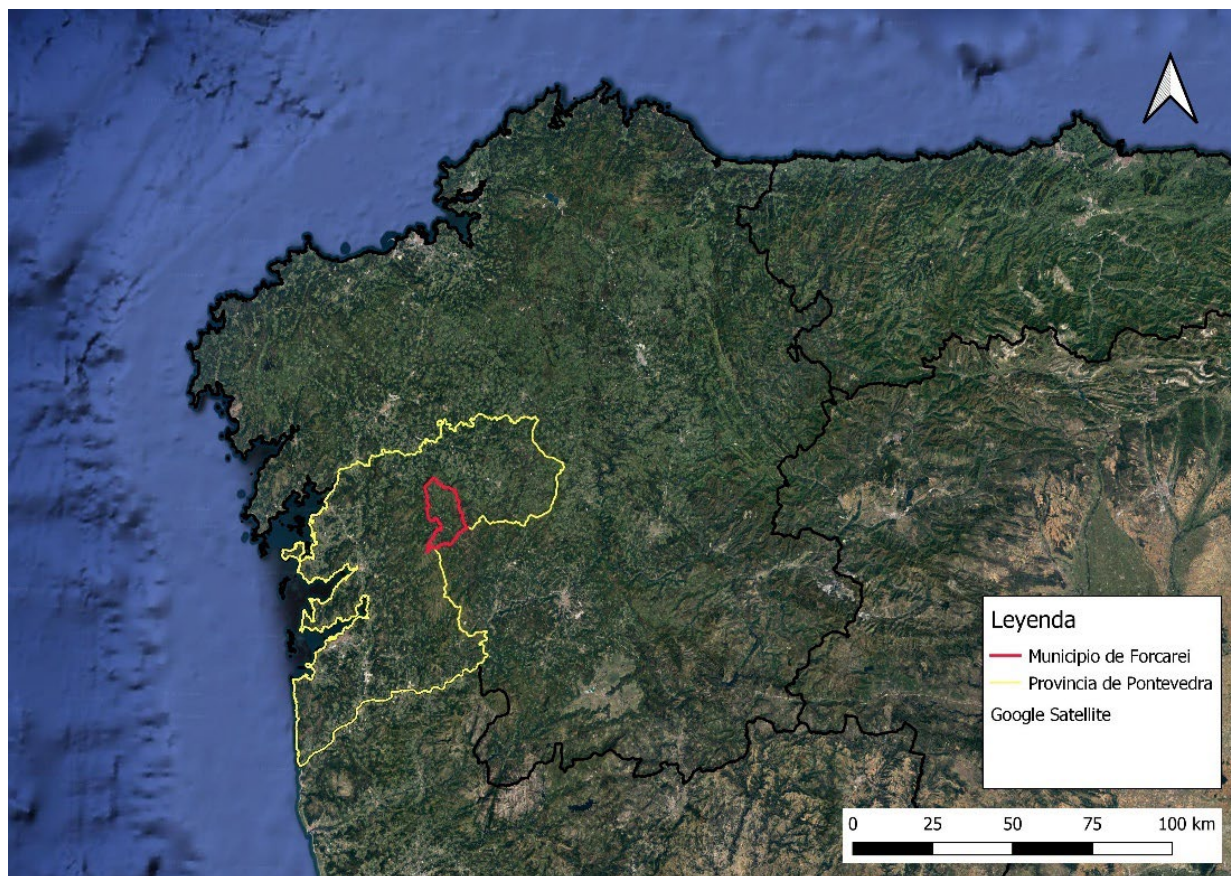 Leyenda
Municipio de Forcarei
Provincia de Pontevedra
Google Satellite
0 25 50 75 100 km